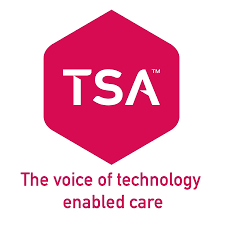 TSA™
The voice of technology
enabled care